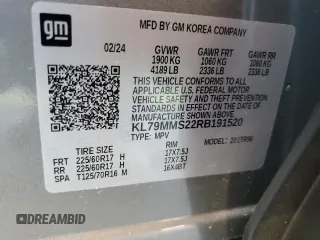 gm
MFD BY GM KOREA COMPANY
02/24 GVWR GAWR FRT GAWR RR
1900 KG 1060 KG 1060 KG
4189 LB 2336 LB 2336 LB
THIS VEHICLE CONFORMS TO ALL APPLICABLE U.S.
FEDERAL MOTOR VEHICLE SAFETY, BUMPER, AND
THEFT PREVENTION STANDARDS IN EFFECT ON THE
DATE OF MANUFACTURE SHOWN ABOVE.
KL79MMS22RB191520
TYPE: MPV MODEL:
TIRE SIZE RIM
FRT 225/60R17 H 17X7.5J
RR 225/60R17 H 17X7.5J
SPA T125/70R16 M 16X4BT